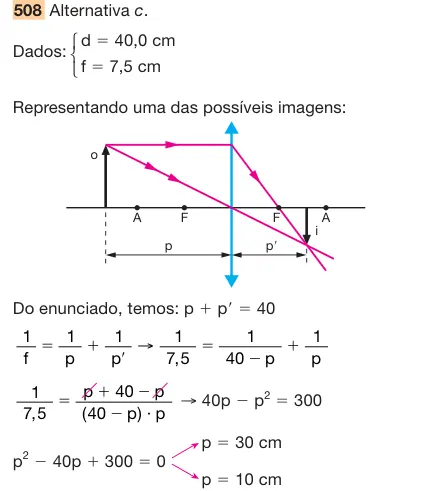 508 Alternativa c.
Dados: { d = 40,0 cm
f = 7,5 cm
Representando uma das possíveis imagens:
o
A F F A
i
p p′
Do enunciado, temos: p + p′ = 40
1/f = 1/p + 1/p′ → 1/7,5 = 1/(40 − p) + 1/p
1/7,5 = (p + 40 − p)/((40 − p) · p) → 40p − p² = 300
p² − 40p + 300 = 0
p = 30 cm
p = 10 cm